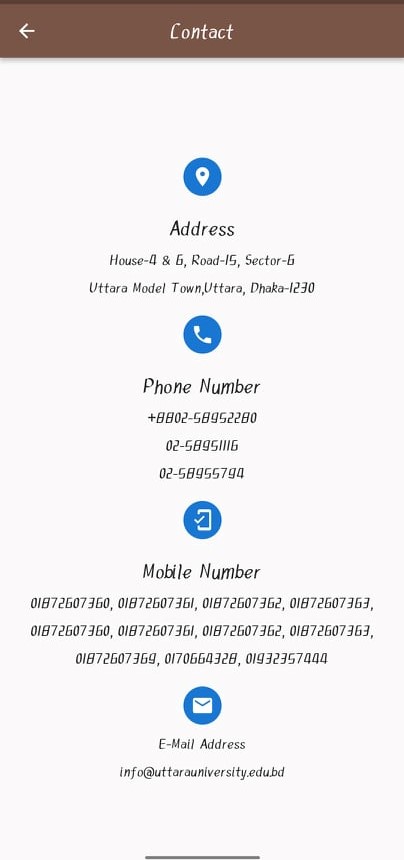 Contact
Address
House-4 & 6, Road-15, Sector-6
Uttara Model Town,Uttara, Dhaka-1230
Phone Number
+8802-58952280
02-58951116
02-58955794
Mobile Number
01872607360, 01872607361, 01872607362, 01872607363,
01872607360, 01872607361, 01872607362, 01872607363,
01872607369, 0170664328, 01932357444
E-Mail Address
info@uttarauniversity.edu.bd